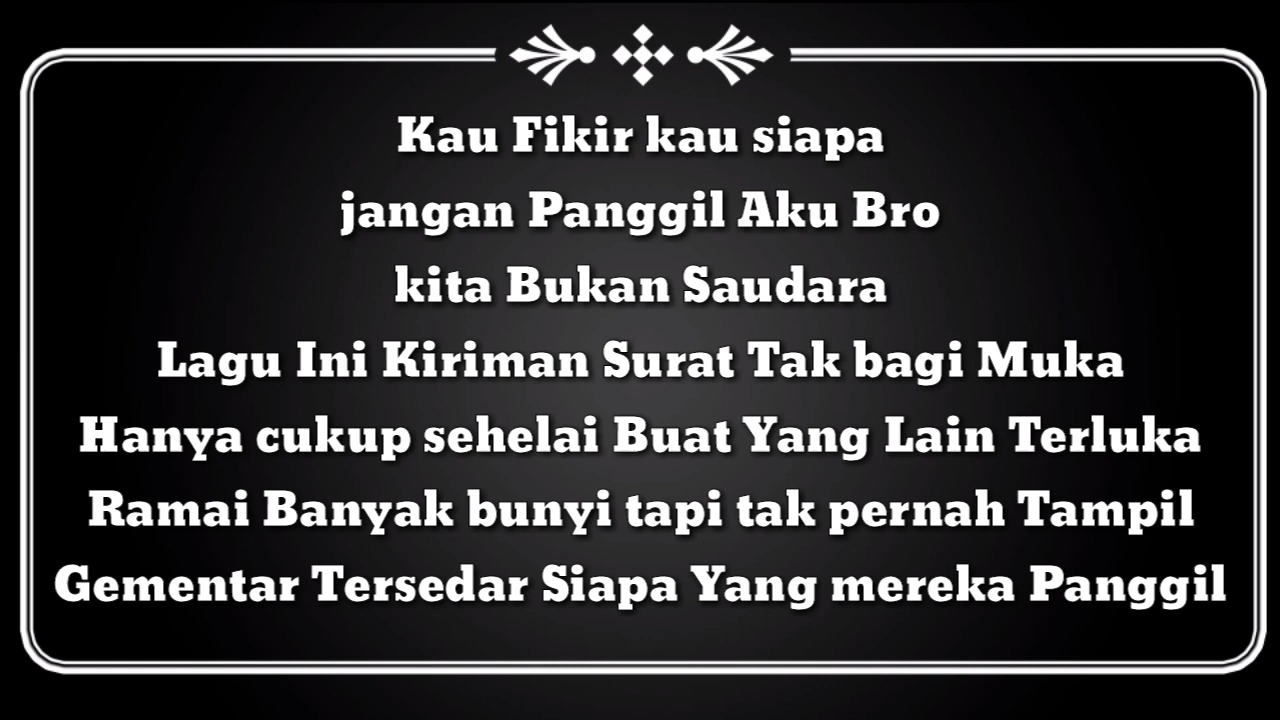 Kau Fikir kau siapa
jangan Panggil Aku Bro
kita Bukan Saudara
Lagu Ini Kiriman Surat Tak bagi Muka
Hanya cukup sehelai Buat Yang Lain Terluka
Ramai Banyak bunyi tapi tak pernah Tampil
Gementar Tersedar Siapa Yang mereka Panggil